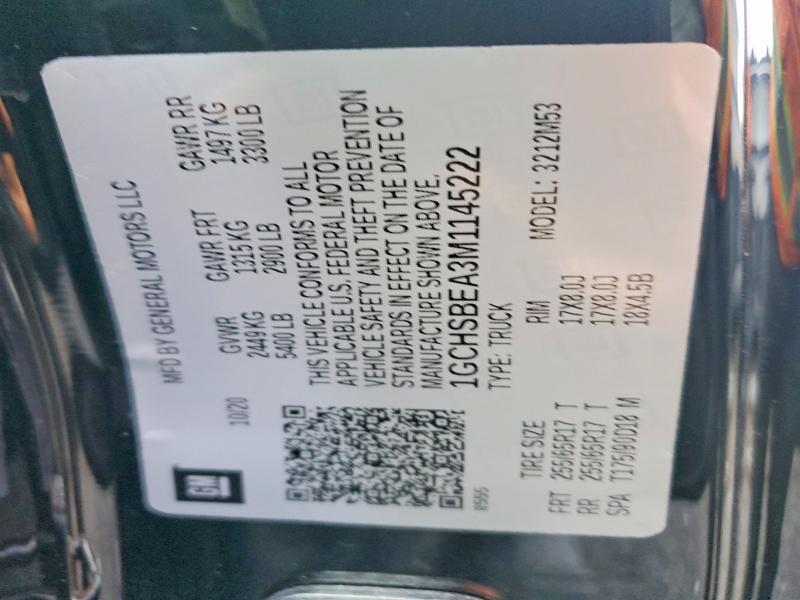 GM
MFD BY GENERAL MOTORS LLC
10/20
GVWR GAWR FRT GAWR RR
2449 KG 1315 KG 1497 KG
5400 LB 2900 LB 3300 LB
THIS VEHICLE CONFORMS TO ALL
APPLICABLE U.S. FEDERAL MOTOR
VEHICLE SAFETY AND THEFT PREVENTION
STANDARDS IN EFFECT ON THE DATE OF
MANUFACTURE SHOWN ABOVE.
1GCHSBEA3M1145222
8555
TYPE: TRUCK
MODEL: 3212M53
TIRE SIZE RIM
FRT 255/65R17 T 17X8.0J
RR 255/65R17 T 17X8.0J
SPA T175/90D18 M 18X4.5B